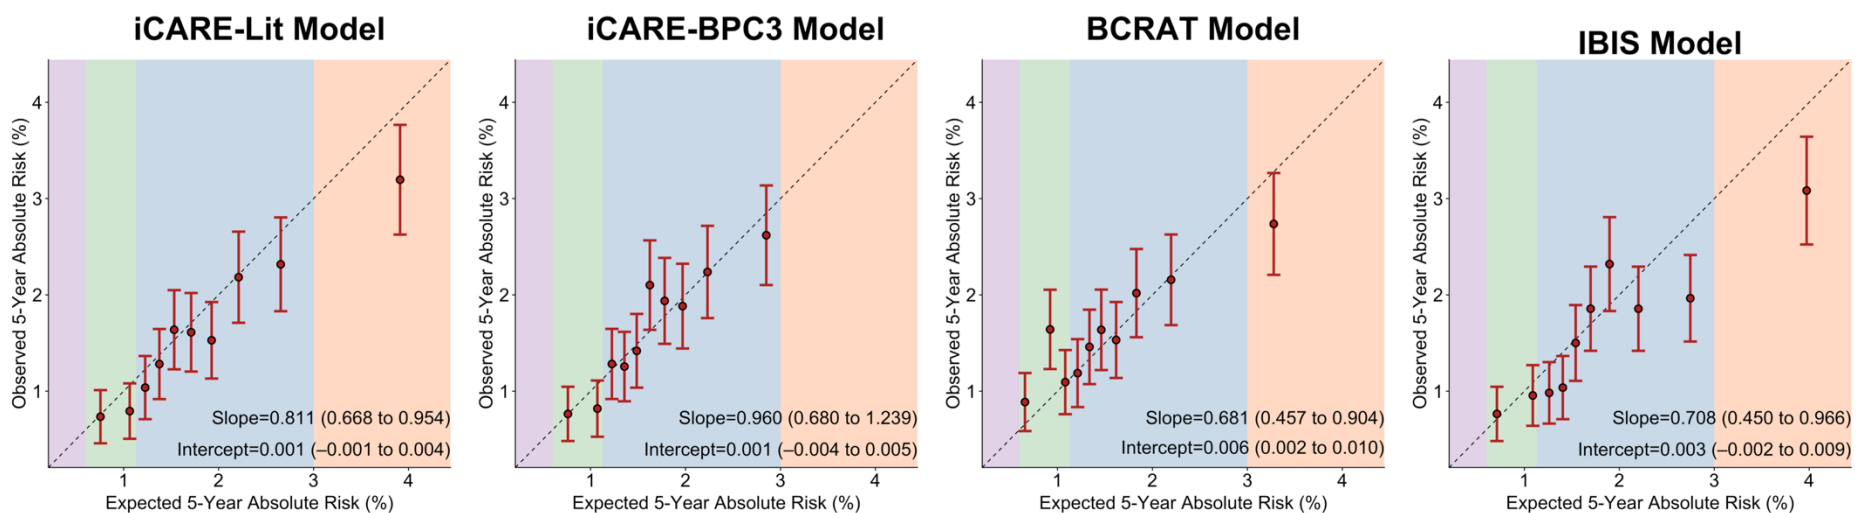 iCARE-Lit Model
Observed 5-Year Absolute Risk (%)
4
3
2
1
Slope=0.811 (0.668 to 0.954)
Intercept=0.001 (–0.001 to 0.004)
1 2 3 4
Expected 5-Year Absolute Risk (%)
iCARE-BPC3 Model
Observed 5-Year Absolute Risk (%)
4
3
2
1
Slope=0.960 (0.680 to 1.239)
Intercept=0.001 (–0.004 to 0.005)
1 2 3 4
Expected 5-Year Absolute Risk (%)
BCRAT Model
Observed 5-Year Absolute Risk (%)
4
3
2
1
Slope=0.681 (0.457 to 0.904)
Intercept=0.006 (0.002 to 0.010)
1 2 3 4
Expected 5-Year Absolute Risk (%)
IBIS Model
Observed 5-Year Absolute Risk (%)
4
3
2
1
Slope=0.708 (0.450 to 0.966)
Intercept=0.003 (–0.002 to 0.009)
1 2 3 4
Expected 5-Year Absolute Risk (%)